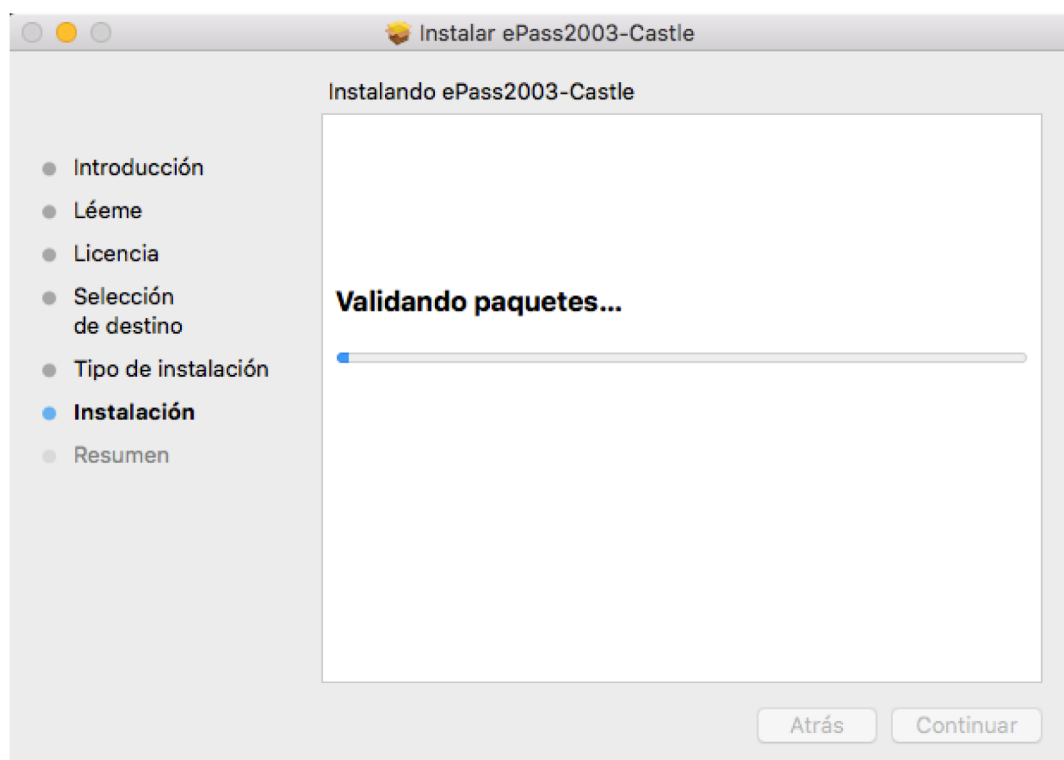 Instalar ePass2003-Castle
Instalando ePass2003-Castle
Introducción
Léeme
Licencia
Selección
de destino
Tipo de instalación
Instalación
Resumen
Validando paquetes...
Atrás
Continuar